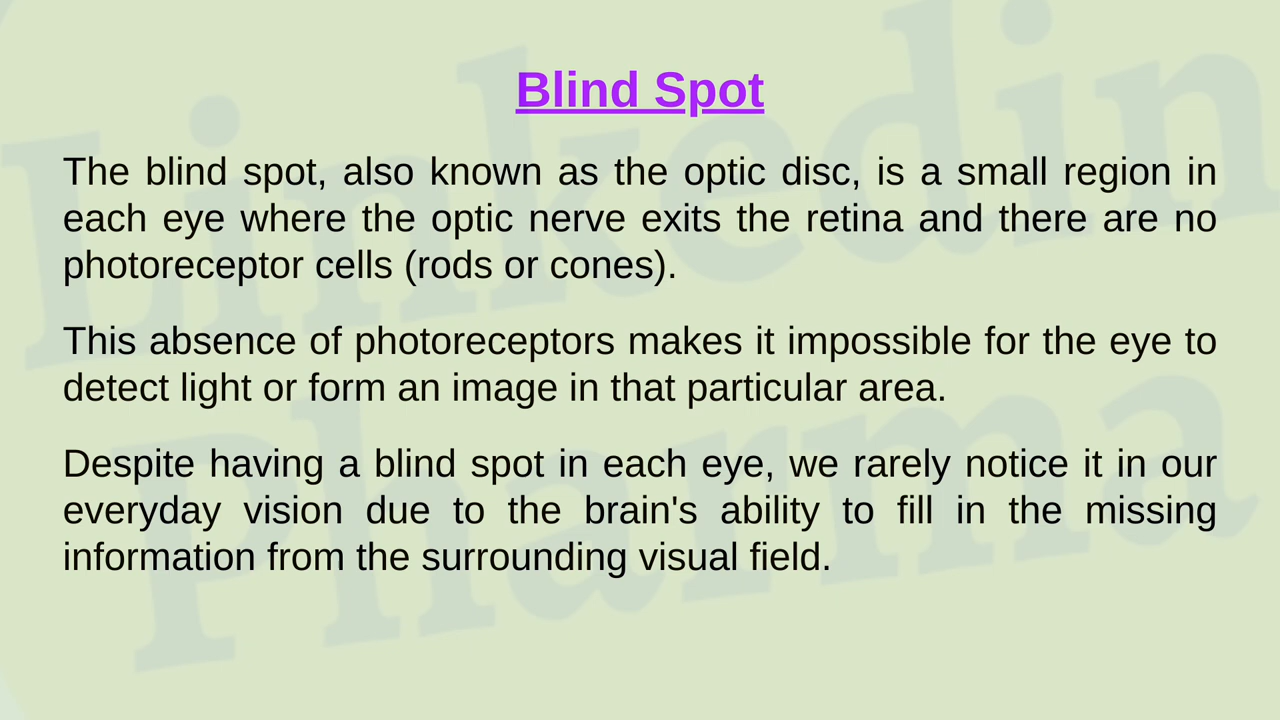 Blind Spot
The blind spot, also known as the optic disc, is a small region in
each eye where the optic nerve exits the retina and there are no
photoreceptor cells (rods or cones).
This absence of photoreceptors makes it impossible for the eye to
detect light or form an image in that particular area.
Despite having a blind spot in each eye, we rarely notice it in our
everyday vision due to the brain's ability to fill in the missing
information from the surrounding visual field.
Linkedin
Pharma